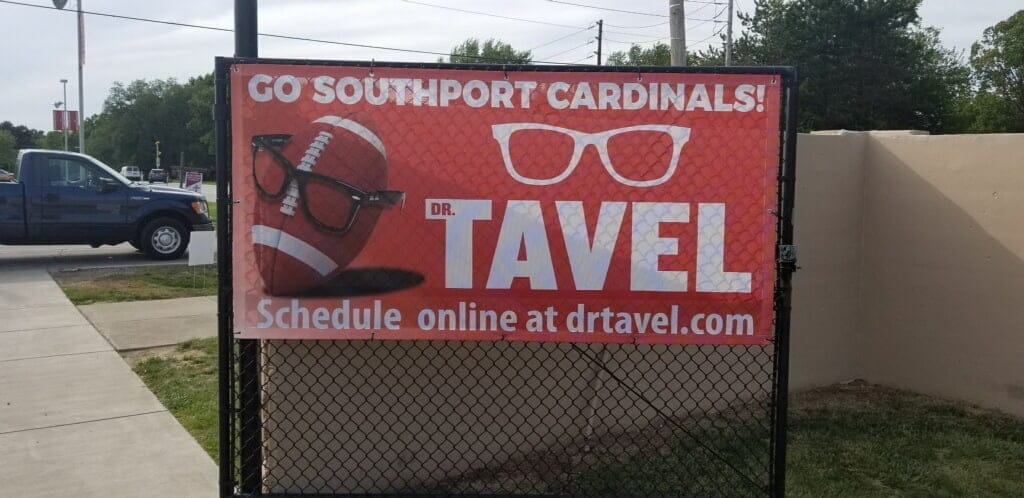 GO SOUTHPORT CARDINALS!
DR. TAVEL
Schedule online at drtavel.com